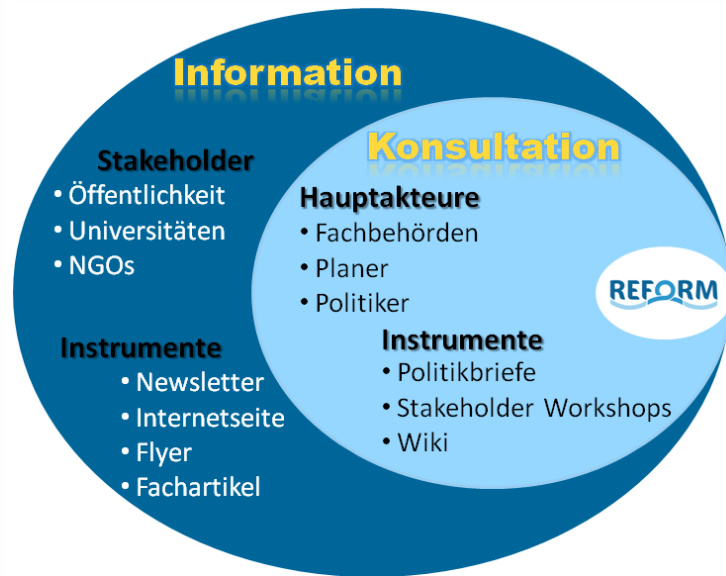 Information
Stakeholder
• Öffentlichkeit
• Universitäten
• NGOs
Instrumente
• Newsletter
• Internetseite
• Flyer
• Fachartikel
Konsultation
Hauptakteure
• Fachbehörden
• Planer
• Politiker
Instrumente
• Politikbriefe
• Stakeholder Workshops
• Wiki
REFORM